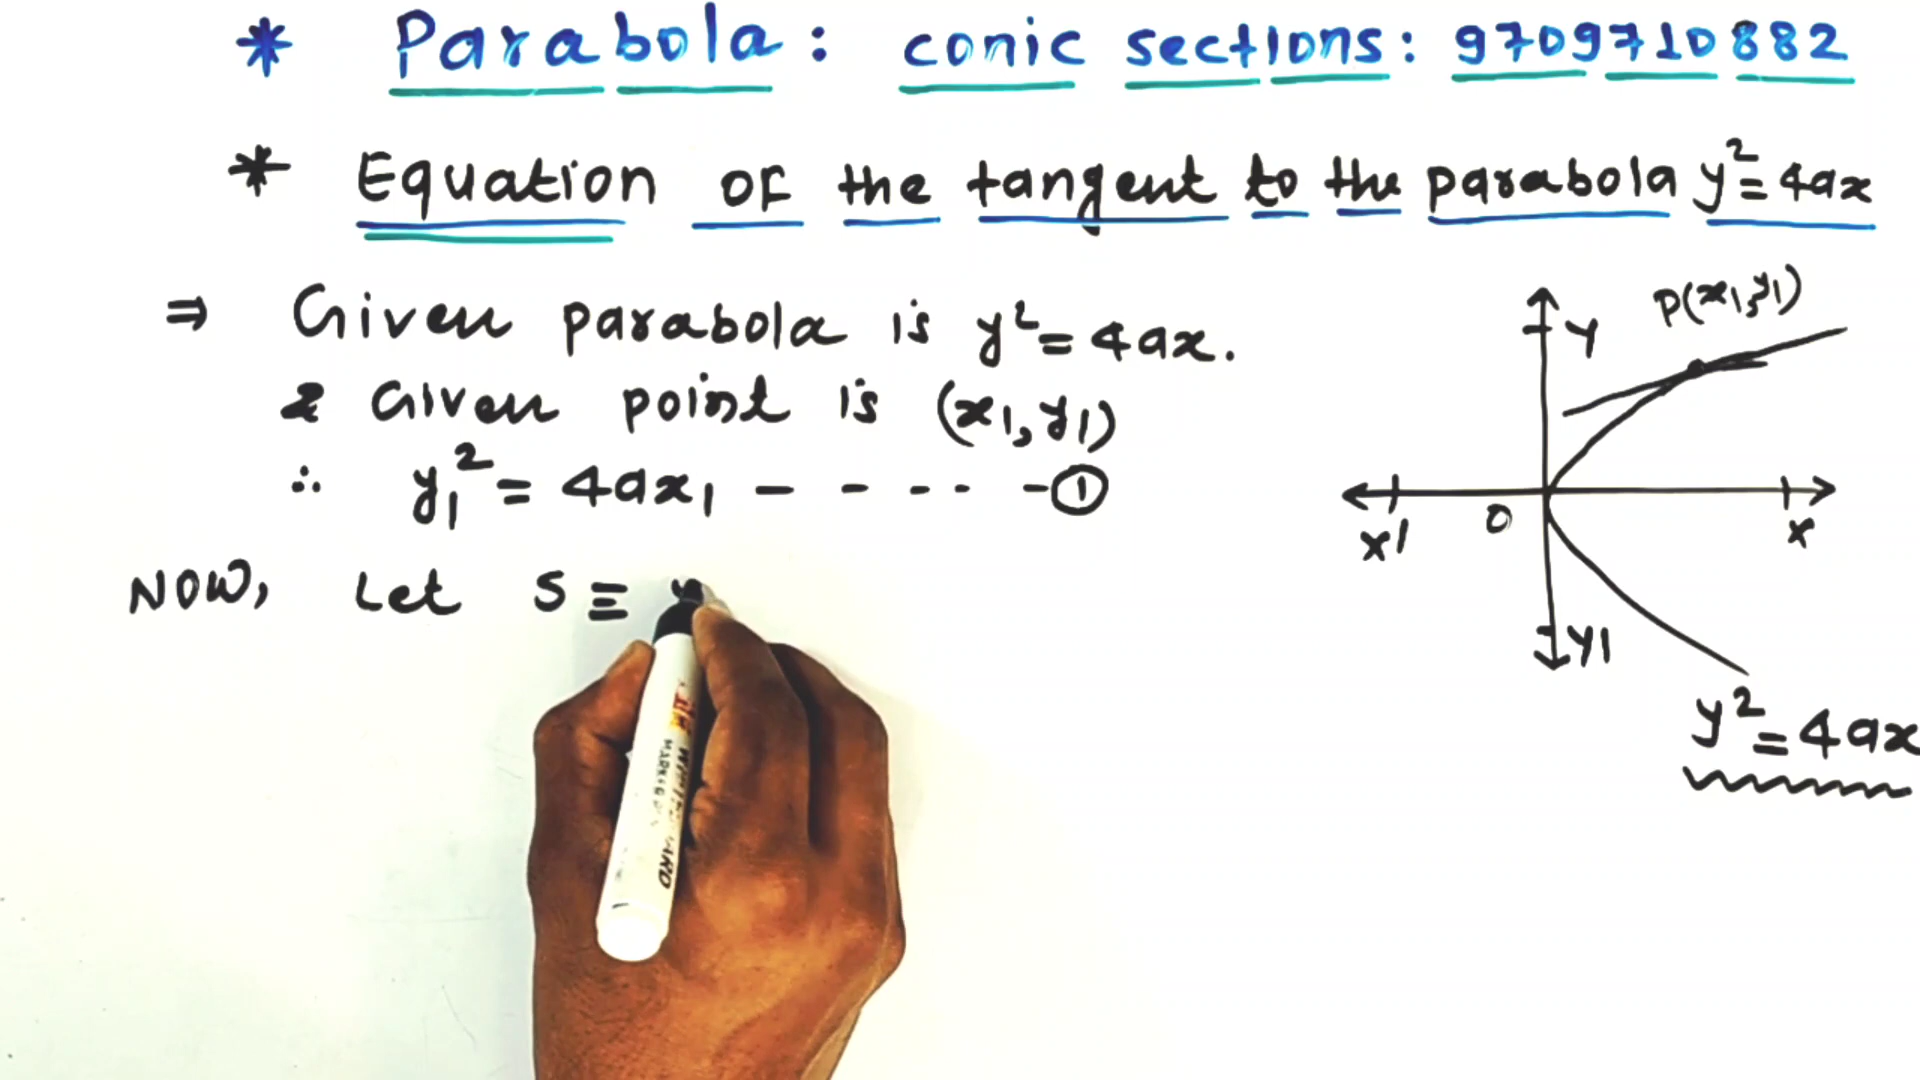 * Parabola: conic sections: 9709710882
* Equation of the tangent to the parabola y²=4ax
⇒ Given parabola is y²=4ax.
& Given point is (x₁,y₁)
∴ y₁²=4ax₁ - - - - -①
NOW, Let S≡ y
P(x₁,y₁)
Y
X'
O
X
Y'
y²=4ax
MARKER